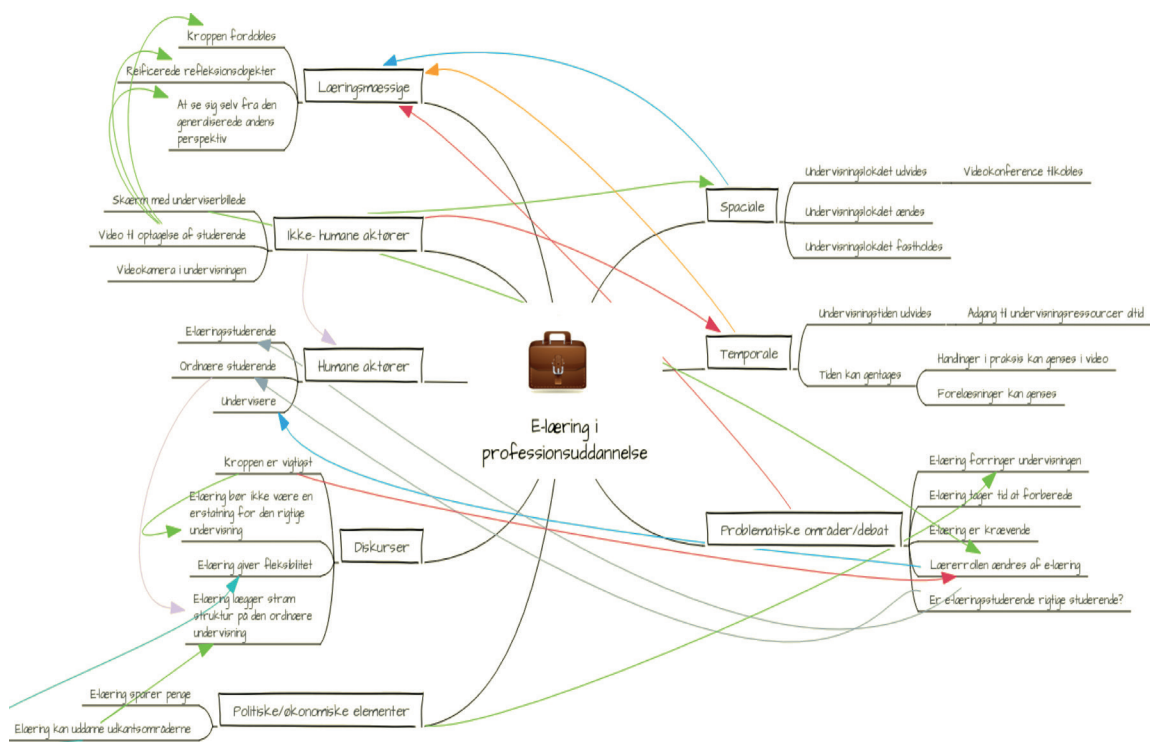 Kroppen fordobles
Reificerede refleksionsobjekter
At se sig selv fra den
generaliserede andens
perspektiv
Læringsmæssige
Skærm med underviserbillede
Video til optagelse af studerende
Videokamera i undervisningen
Ikke- humane aktører
E-læringsstuderende
Ordnære studerende
Undervisere
Humane aktører
Kroppen er vigtigst
E-læring bør ikke være en
erstatning for den rigtige
undervisning
E-læring giver fleksiblitet
E-læring lægger stram
struktur på den ordnære
undervisning
Diskurser
E-læring sparer penge
Elæring kan uddanne udkantsområderne
Politiske/økonomiske elementer
E-læring i
professionsuddannelse
Spaciale
Undervisningslokalet udvides
Videokonference tilkobles
Undervisningslokalet ændes
Undervisningslokalet fastholdes
Temporale
Undervisningstiden udvides
Adgang til undervisningsressourcer altid
Tiden kan gentages
Handlinger i praksis kan genses i video
Forelæsninger kan genses
Problematiske områder/debat
E-læring forringer undervisningen
E-læring tager tid at forberede
E-læring er krævende
Lærerrollen ændres af e-læring
Er e-læringsstuderende rigtige studerende?